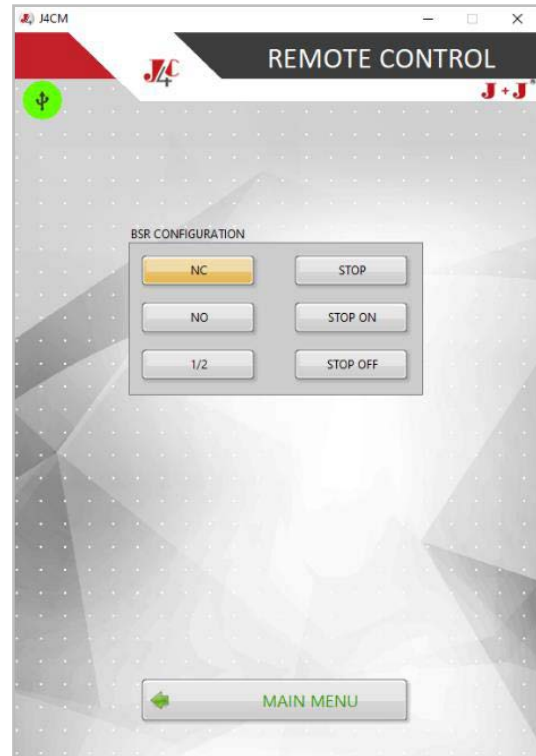 J4CM
REMOTE CONTROL
J4C
J+J®
BSR CONFIGURATION
NC
STOP
NO
STOP ON
1/2
STOP OFF
MAIN MENU